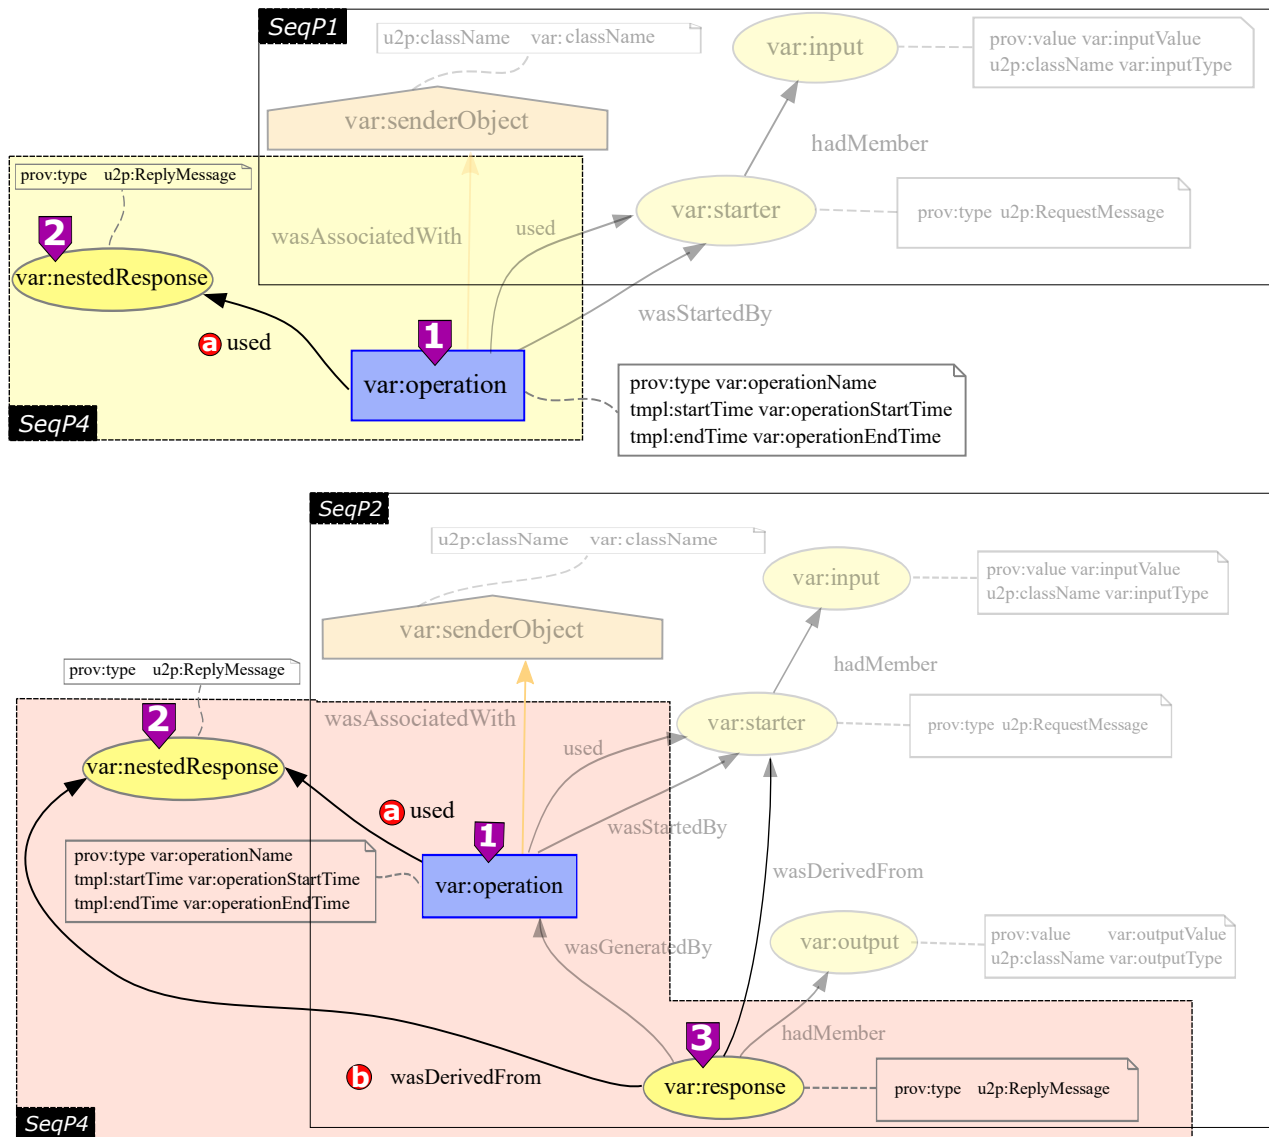 SeqP1
u2p:className var: className
var:input
prov:value var:inputValue
u2p:className var:inputType
var:senderObject
hadMember
prov:type u2p:ReplyMessage
var:starter
prov:type u2p:RequestMessage
2
wasAssociatedWith
used
var:nestedResponse
wasStartedBy
a used
1
var:operation
prov:type var:operationName
tmpl:startTime var:operationStartTime
tmpl:endTime var:operationEndTime
SeqP4
SeqP2
u2p:className var: className
var:input
prov:value var:inputValue
u2p:className var:inputType
var:senderObject
hadMember
prov:type u2p:ReplyMessage
2
wasAssociatedWith
var:starter
prov:type u2p:RequestMessage
used
var:nestedResponse
a used
1
wasStartedBy
prov:type var:operationName
tmpl:startTime var:operationStartTime
tmpl:endTime var:operationEndTime
var:operation
wasDerivedFrom
wasGeneratedBy
var:output
prov:value var:outputValue
u2p:className var:outputType
3
hadMember
b wasDerivedFrom
var:response
prov:type u2p:ReplyMessage
SeqP4